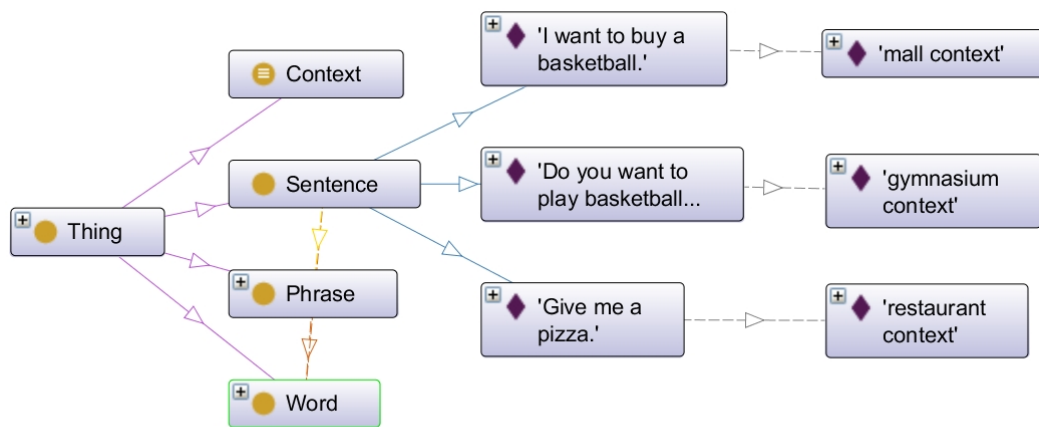 Thing
Context
Sentence
Phrase
Word
'I want to buy a
basketball.'
'Do you want to
play basketball...
'Give me a
pizza.'
'mall context'
'gymnasium
context'
'restaurant
context'